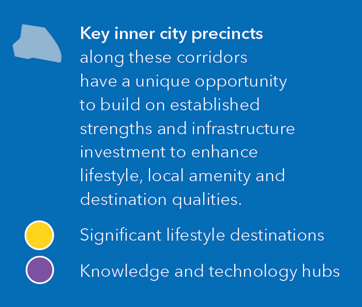 Key inner city precincts
along these corridors
have a unique opportunity
to build on established
strengths and infrastructure
investment to enhance
lifestyle, local amenity and
destination qualities.
Significant lifestyle destinations
Knowledge and technology hubs